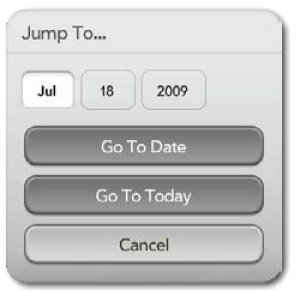 Jump To...
Jul 18 2009
Go To Date
Go To Today
Cancel